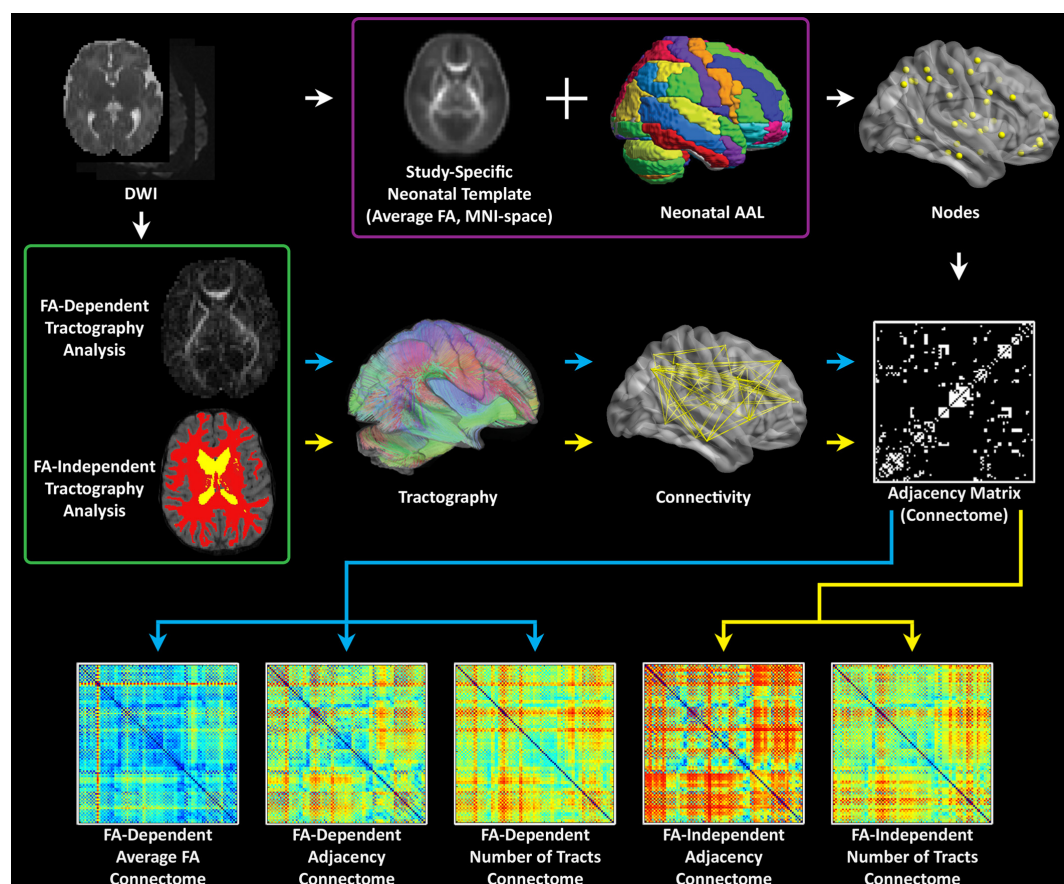 DWI
Study-Specific
Neonatal Template
(Average FA, MNI-space)
Neonatal AAL
Nodes
FA-Dependent
Tractography
Analysis
FA-Independent
Tractography
Analysis
Tractography
Connectivity
Adjacency Matrix
(Connectome)
FA-Dependent
Average FA
Connectome
FA-Dependent
Adjacency
Connectome
FA-Dependent
Number of Tracts
Connectome
FA-Independent
Adjacency
Connectome
FA-Independent
Number of Tracts
Connectome